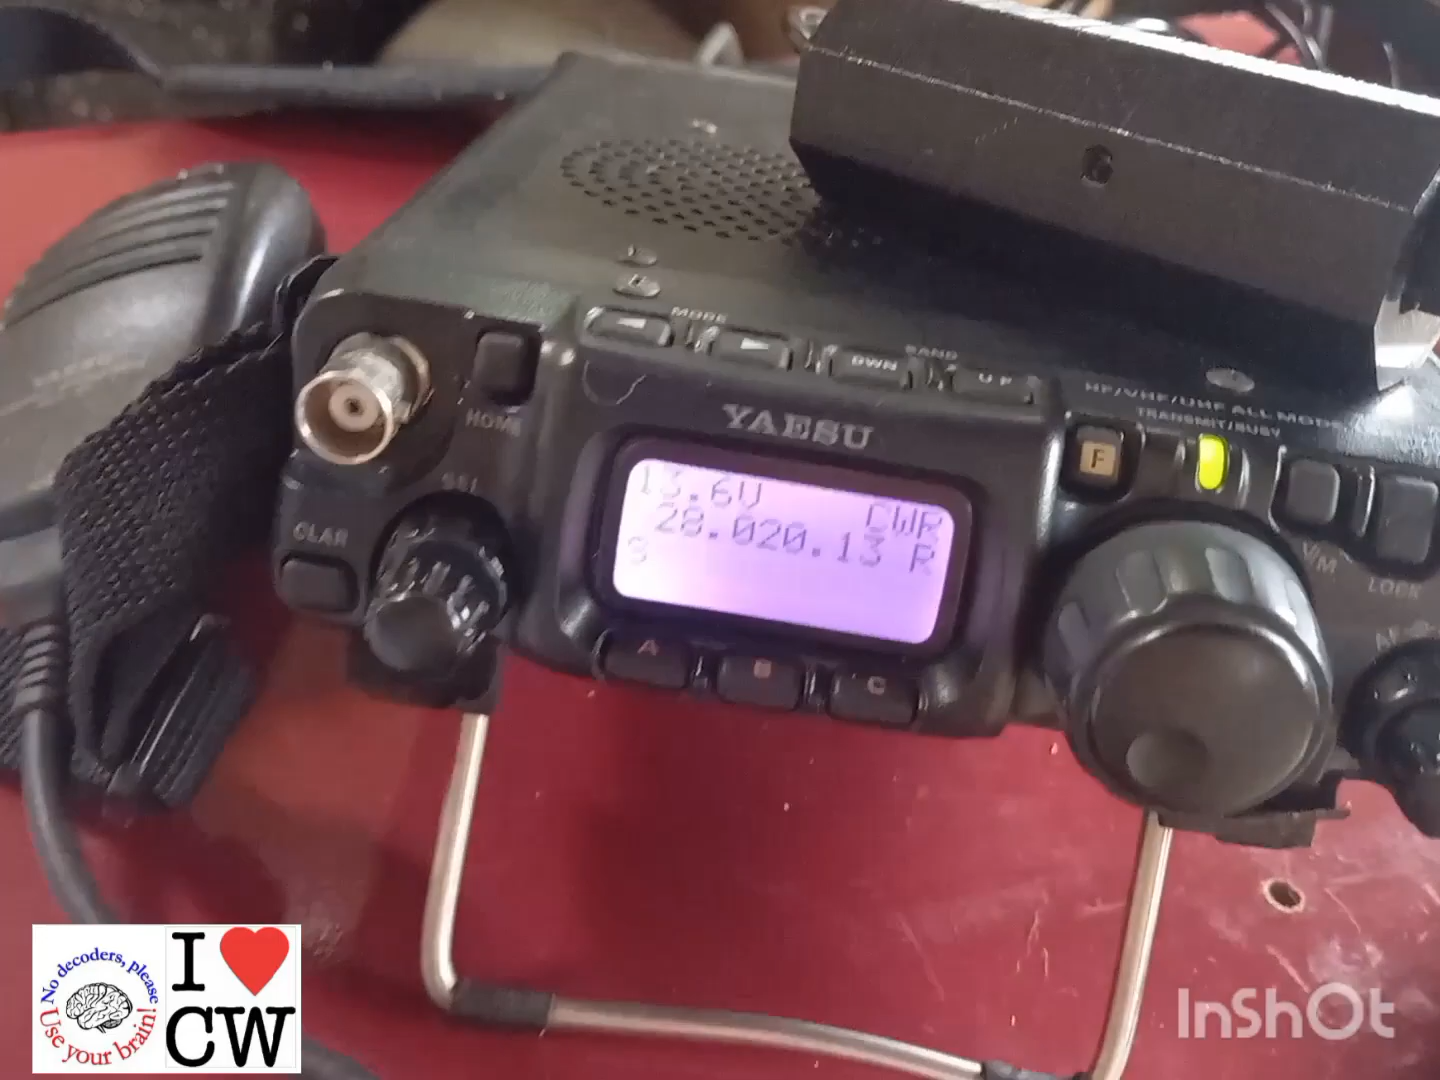 MODE
BAND
DWN
UP
HF/VHF/UHF ALL MODE
TRANSMIT/BUSY
YAESU
HOME
F
SEL
13.6V CWR
28.020.13 R
8
CLAR
V/M
LOCK
A
B
C
No decoders, please
Use your brain!
I ❤ CW
InShOt